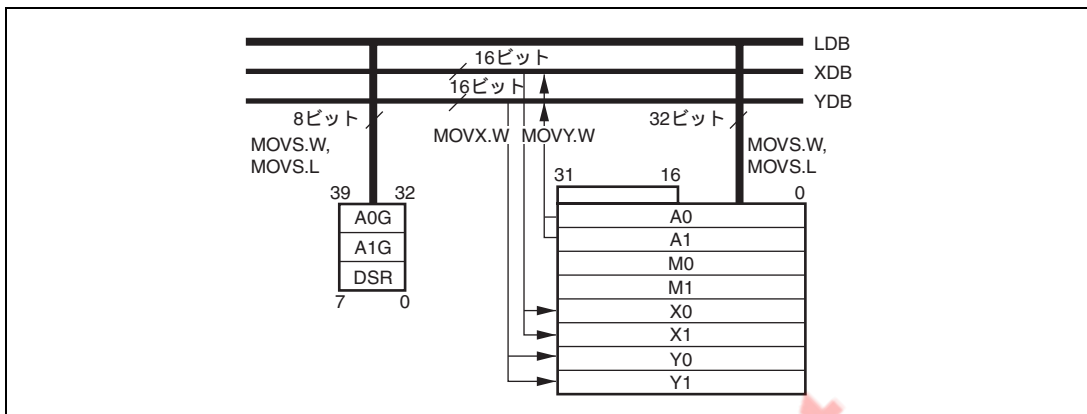 LDB
16ビット
XDB
16ビット
YDB
8ビット
MOVX.W MOVY.W
32ビット
MOVS.W,
MOVS.L
MOVS.W,
MOVS.L
39 32
31 16 0
A0G
A1G
DSR
7 0
A0
A1
M0
M1
X0
X1
Y0
Y1